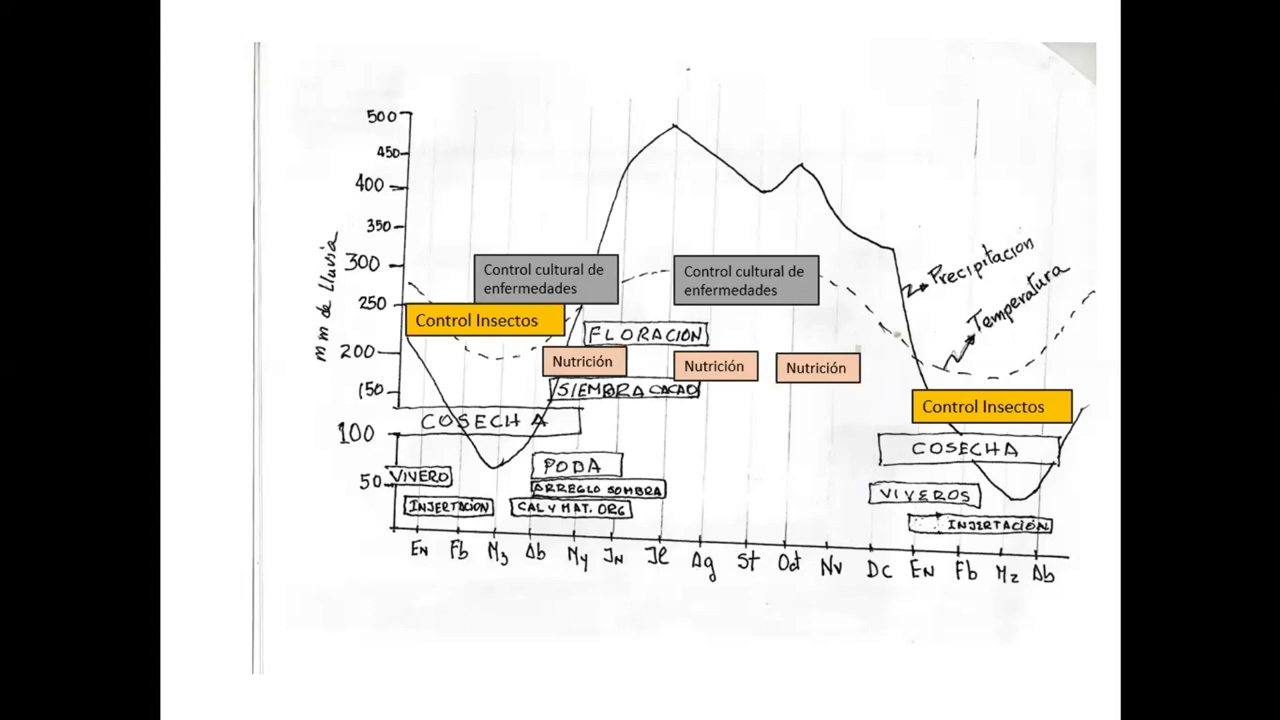 500
450
400
350
300
250
200
150
100
50
mm de Lluvia
Precipitacion
Temperatura
Control cultural de
enfermedades
Control cultural de
enfermedades
Control Insectos
FLORACION
Nutrición
Nutrición
Nutrición
SIEMBRA CACAO
Control Insectos
COSECHA
COSECHA
PODA
VIVERO
ARREGLO SOMBRA
VIVEROS
INJERTACIÓN
CAL Y MAT. ORG
INJERTACIÓN
En Fb Mz Ab My Jn Jl Ag St Oct Nv Dc En Fb Mz Ab